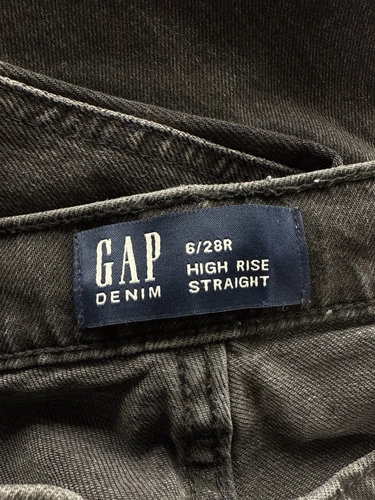 GAP
DENIM
6/28R
HIGH RISE
STRAIGHT